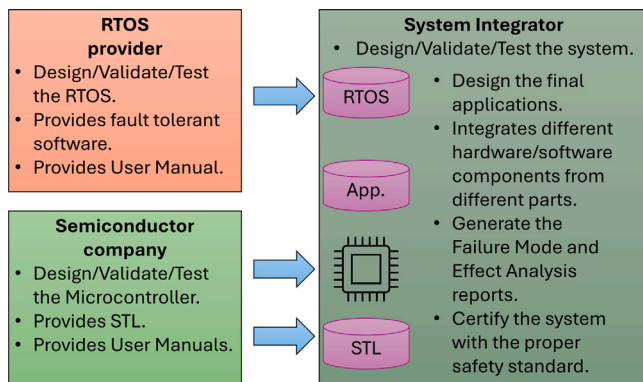 RTOS
provider
• Design/Validate/Test
the RTOS.
• Provides fault tolerant
software.
• Provides User Manual.
Semiconductor
company
• Design/Validate/Test
the Microcontroller.
• Provides STL.
• Provides User Manuals.
System Integrator
• Design/Validate/Test the system.
RTOS
App.
STL
• Design the final
applications.
• Integrates different
hardware/software
components from
different parts.
• Generate the
Failure Mode and
Effect Analysis
reports.
• Certify the system
with the proper
safety standard.